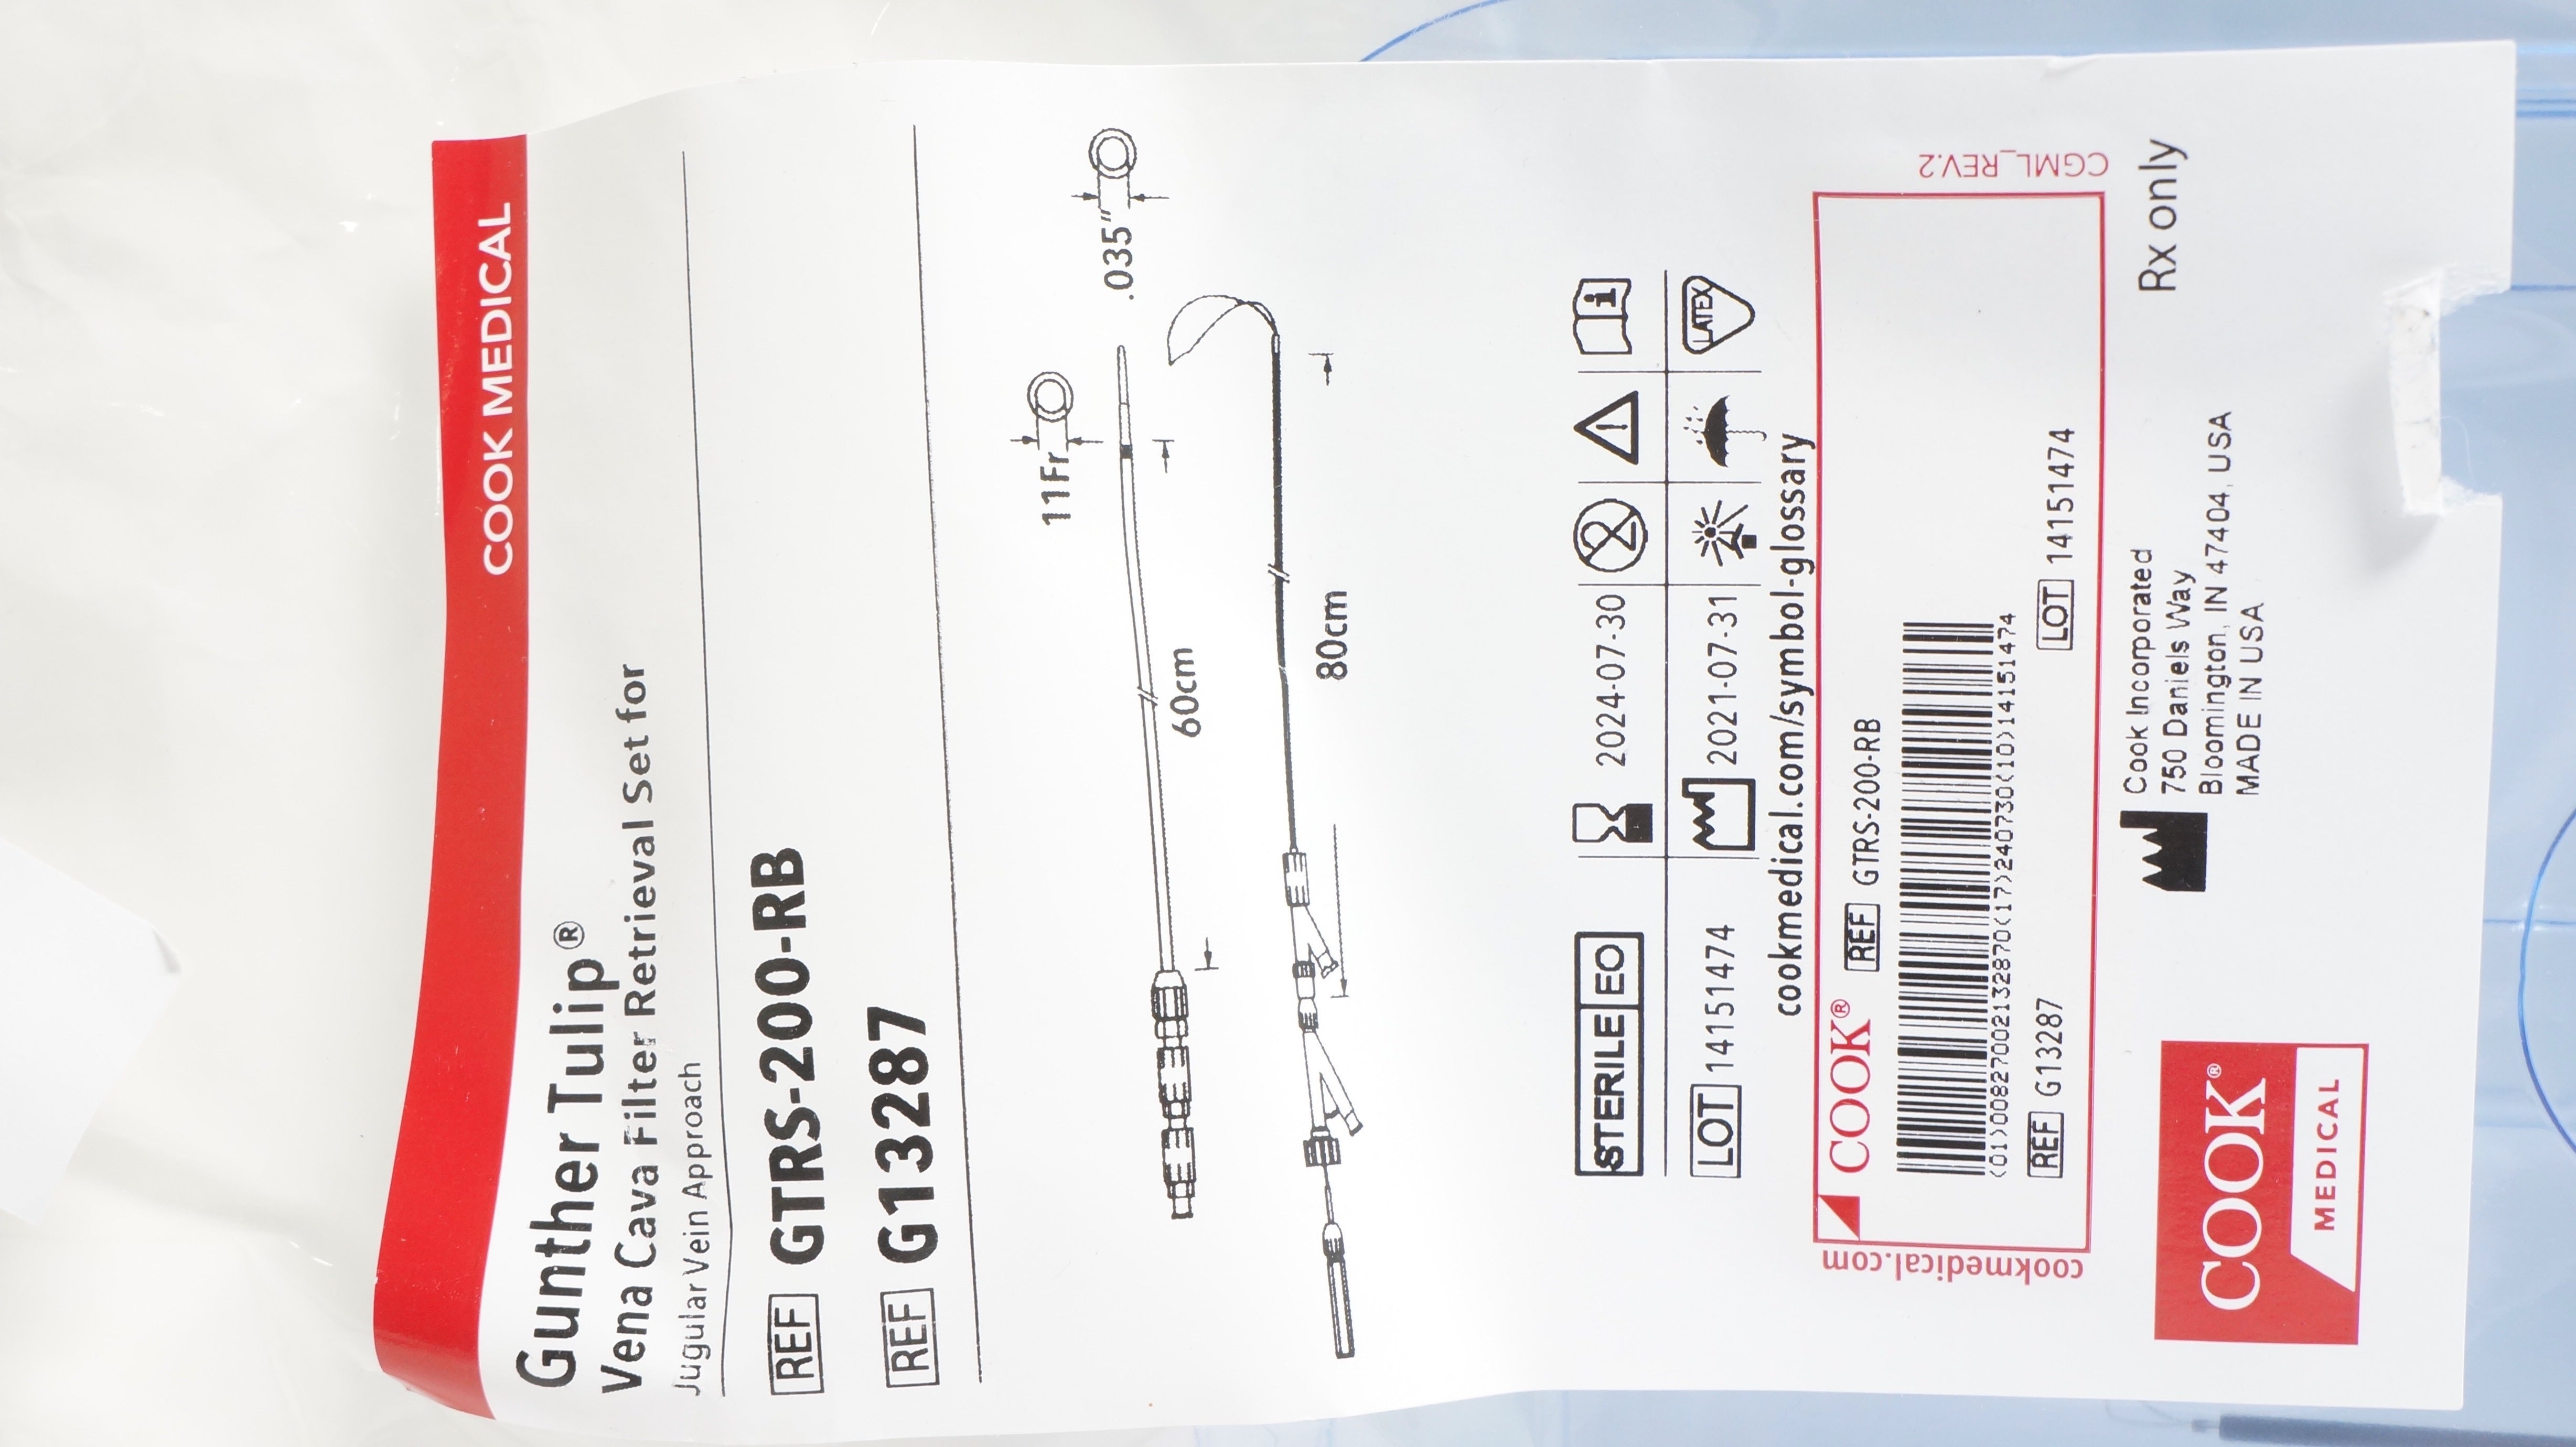 COOK MEDICAL
Gunther Tulip®
Vena Cava Filter Retrieval Set for
Jugular Vein Approach
REF GTRS-200-RB
REF G13287
11Fr
.035"
60cm
80cm
STERILE EO
2024-07-30
2
i
LOT 14151474
2021-07-31
LATEX
cookmedical.com/symbol-glossary
COOK® REF GTRS-200-RB
(01)00827002132870(17)240730(10)14151474
REF G13287 LOT 14151474
cookmedical.com
CGML_REV.2
Cook Incorporated
750 Daniels Way
Bloomington, IN 47404, USA
MADE IN USA
Rx only
COOK®
MEDICAL